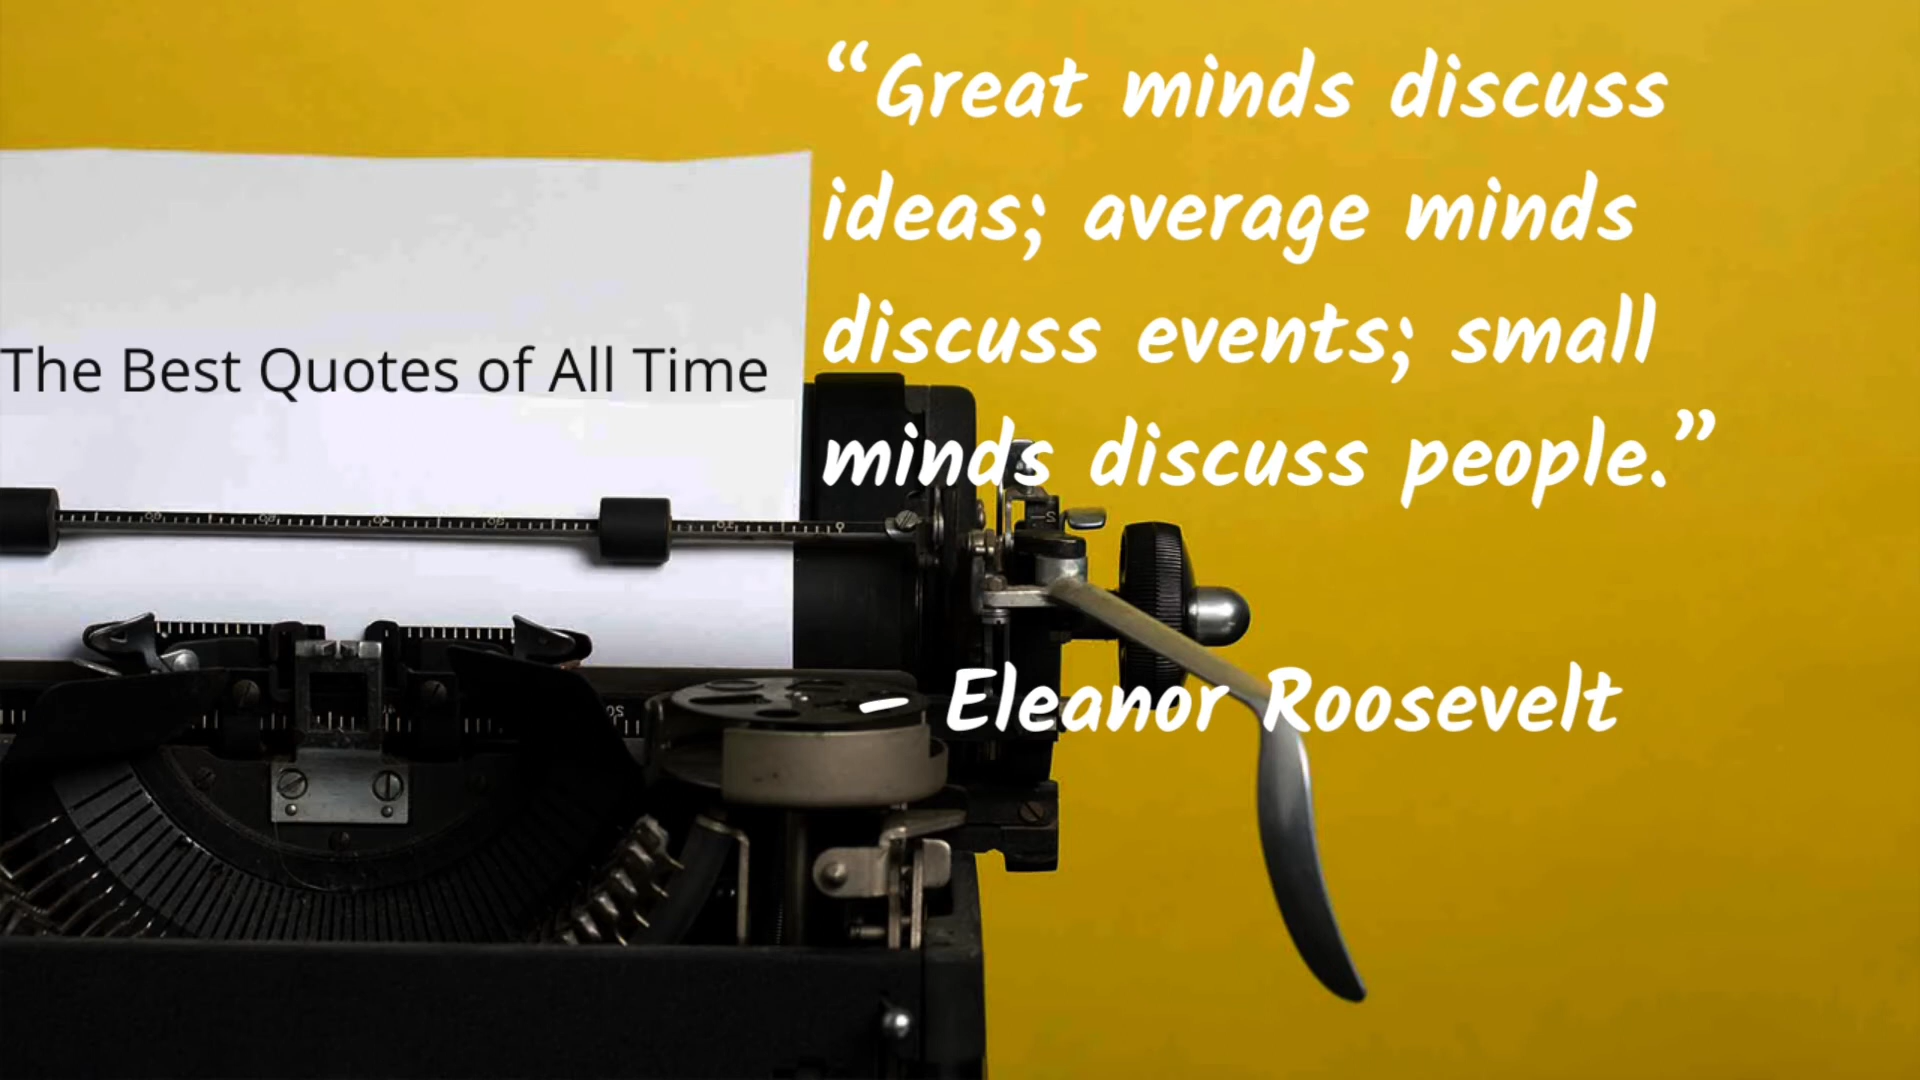 The Best Quotes of All Time
“Great minds discuss
ideas; average minds
discuss events; small
minds discuss people.”
- Eleanor Roosevelt